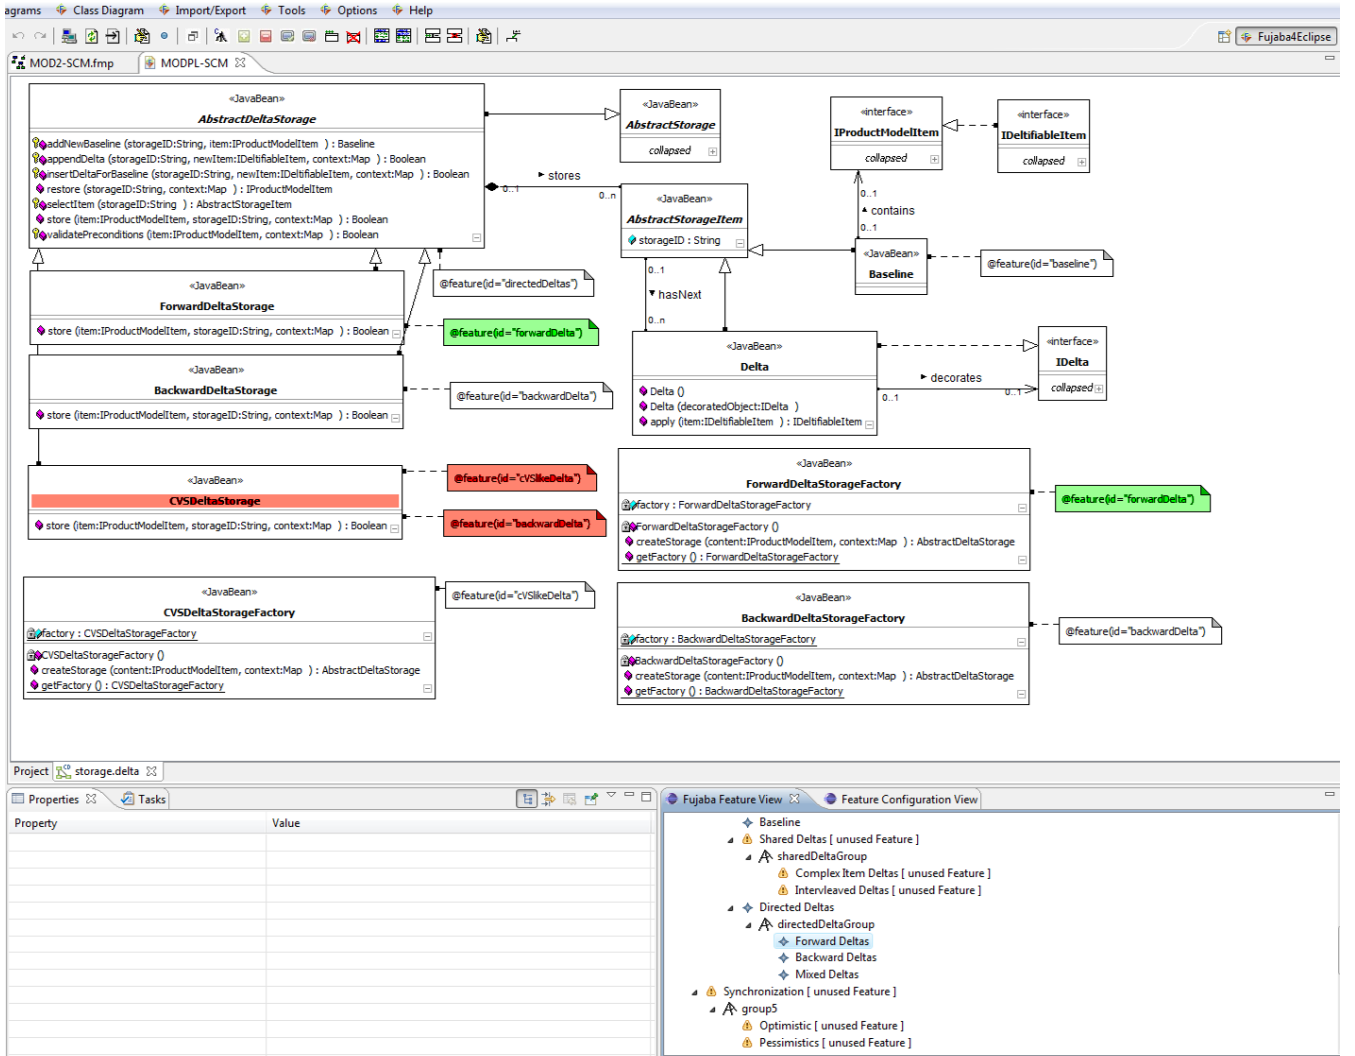 agrams Class Diagram Import/Export Tools Options Help
Fujaba4Eclipse
MOD2-SCM.fmp MODPL-SCM
«JavaBean»
AbstractDeltaStorage
addNewBaseline (storageID:String, item:IProductModelItem ) : Baseline
appendDelta (storageID:String, newItem:IDeltifiableItem, context:Map ) : Boolean
insertDeltaForBaseline (storageID:String, newItem:IDeltifiableItem, context:Map ) : Boolean
restore (storageID:String, context:Map ) : IProductModelItem
selectItem (storageID:String ) : AbstractStorageItem
store (item:IProductModelItem, storageID:String, context:Map ) : Boolean
validatePreconditions (item:IProductModelItem, context:Map ) : Boolean
«JavaBean»
AbstractStorage
collapsed
«interface»
IProductModelItem
collapsed
«interface»
IDeltifiableItem
collapsed
stores
0..1
0..n
«JavaBean»
AbstractStorageItem
storageID : String
0..1
contains
0..1
«JavaBean»
Baseline
@feature(id="baseline")
@feature(id="directedDeltas")
«JavaBean»
ForwardDeltaStorage
store (item:IProductModelItem, storageID:String, context:Map ) : Boolean
@feature(id="forwardDelta")
0..1
hasNext
0..n
«JavaBean»
Delta
Delta ()
Delta (decoratedObject:IDelta )
apply (item:IDeltifiableItem ) : IDeltifiableItem
decorates
0..1
0..1
«interface»
IDelta
collapsed
«JavaBean»
BackwardDeltaStorage
store (item:IProductModelItem, storageID:String, context:Map ) : Boolean
@feature(id="backwardDelta")
«JavaBean»
CVSDeltaStorage
store (item:IProductModelItem, storageID:String, context:Map ) : Boolean
@feature(id="cVSlikeDelta")
@feature(id="backwardDelta")
«JavaBean»
ForwardDeltaStorageFactory
factory : ForwardDeltaStorageFactory
ForwardDeltaStorageFactory ()
createStorage (content:IProductModelItem, context:Map ) : AbstractDeltaStorage
getFactory () : ForwardDeltaStorageFactory
@feature(id="forwardDelta")
«JavaBean»
CVSDeltaStorageFactory
factory : CVSDeltaStorageFactory
CVSDeltaStorageFactory ()
createStorage (content:IProductModelItem, context:Map ) : AbstractDeltaStorage
getFactory () : CVSDeltaStorageFactory
@feature(id="cVSlikeDelta")
«JavaBean»
BackwardDeltaStorageFactory
factory : BackwardDeltaStorageFactory
BackwardDeltaStorageFactory ()
createStorage (content:IProductModelItem, context:Map ) : AbstractDeltaStorage
getFactory () : BackwardDeltaStorageFactory
@feature(id="backwardDelta")
Project storage.delta
Properties Tasks
Property Value
Fujaba Feature View Feature Configuration View
Baseline
Shared Deltas [ unused Feature ]
sharedDeltaGroup
Complex Item Deltas [ unused Feature ]
Intervleaved Deltas [ unused Feature ]
Directed Deltas
directedDeltaGroup
Forward Deltas
Backward Deltas
Mixed Deltas
Synchronization [ unused Feature ]
group5
Optimistic [ unused Feature ]
Pessimistics [ unused Feature ]